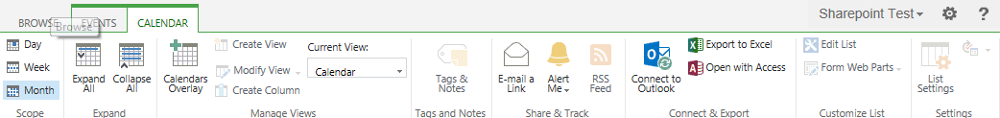 BROWSE EVENTS CALENDAR Sharepoint Test ?
Browse
Day
Week
Month
Scope
Expand All
Collapse All
Expand
Calendars Overlay
Create View
Modify View
Create Column
Current View:
Calendar
Manage Views
Tags & Notes
Tags and Notes
E-mail a Link
Alert Me
RSS Feed
Share & Track
Connect to Outlook
Export to Excel
Open with Access
Connect & Export
Edit List
Form Web Parts
Customize List
List Settings
Settings